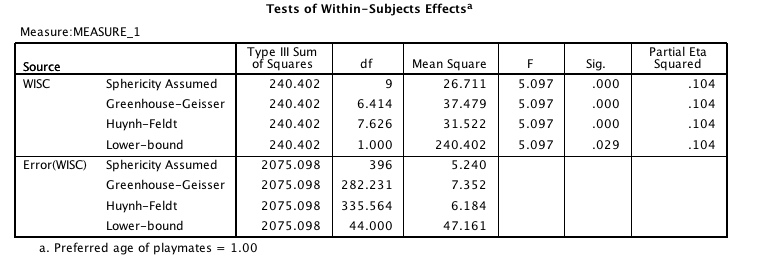 Tests of Within-Subjects Effectsa
Measure:MEASURE_1
Source Type III Sum of Squares df Mean Square F Sig. Partial Eta Squared
WISC Sphericity Assumed 240.402 9 26.711 5.097 .000 .104
Greenhouse-Geisser 240.402 6.414 37.479 5.097 .000 .104
Huynh-Feldt 240.402 7.626 31.522 5.097 .000 .104
Lower-bound 240.402 1.000 240.402 5.097 .029 .104
Error(WISC) Sphericity Assumed 2075.098 396 5.240
Greenhouse-Geisser 2075.098 282.231 7.352
Huynh-Feldt 2075.098 335.564 6.184
Lower-bound 2075.098 44.000 47.161
a. Preferred age of playmates = 1.00